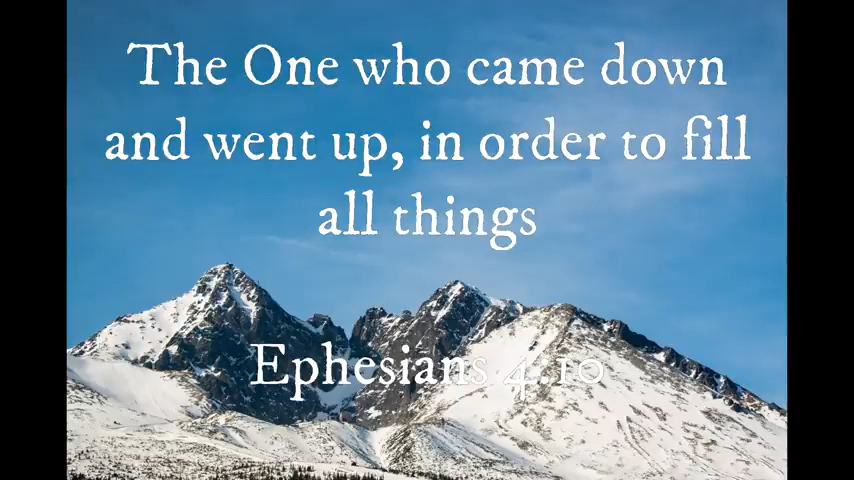 The One who came down
and went up, in order to fill
all things
Ephesians 4.10